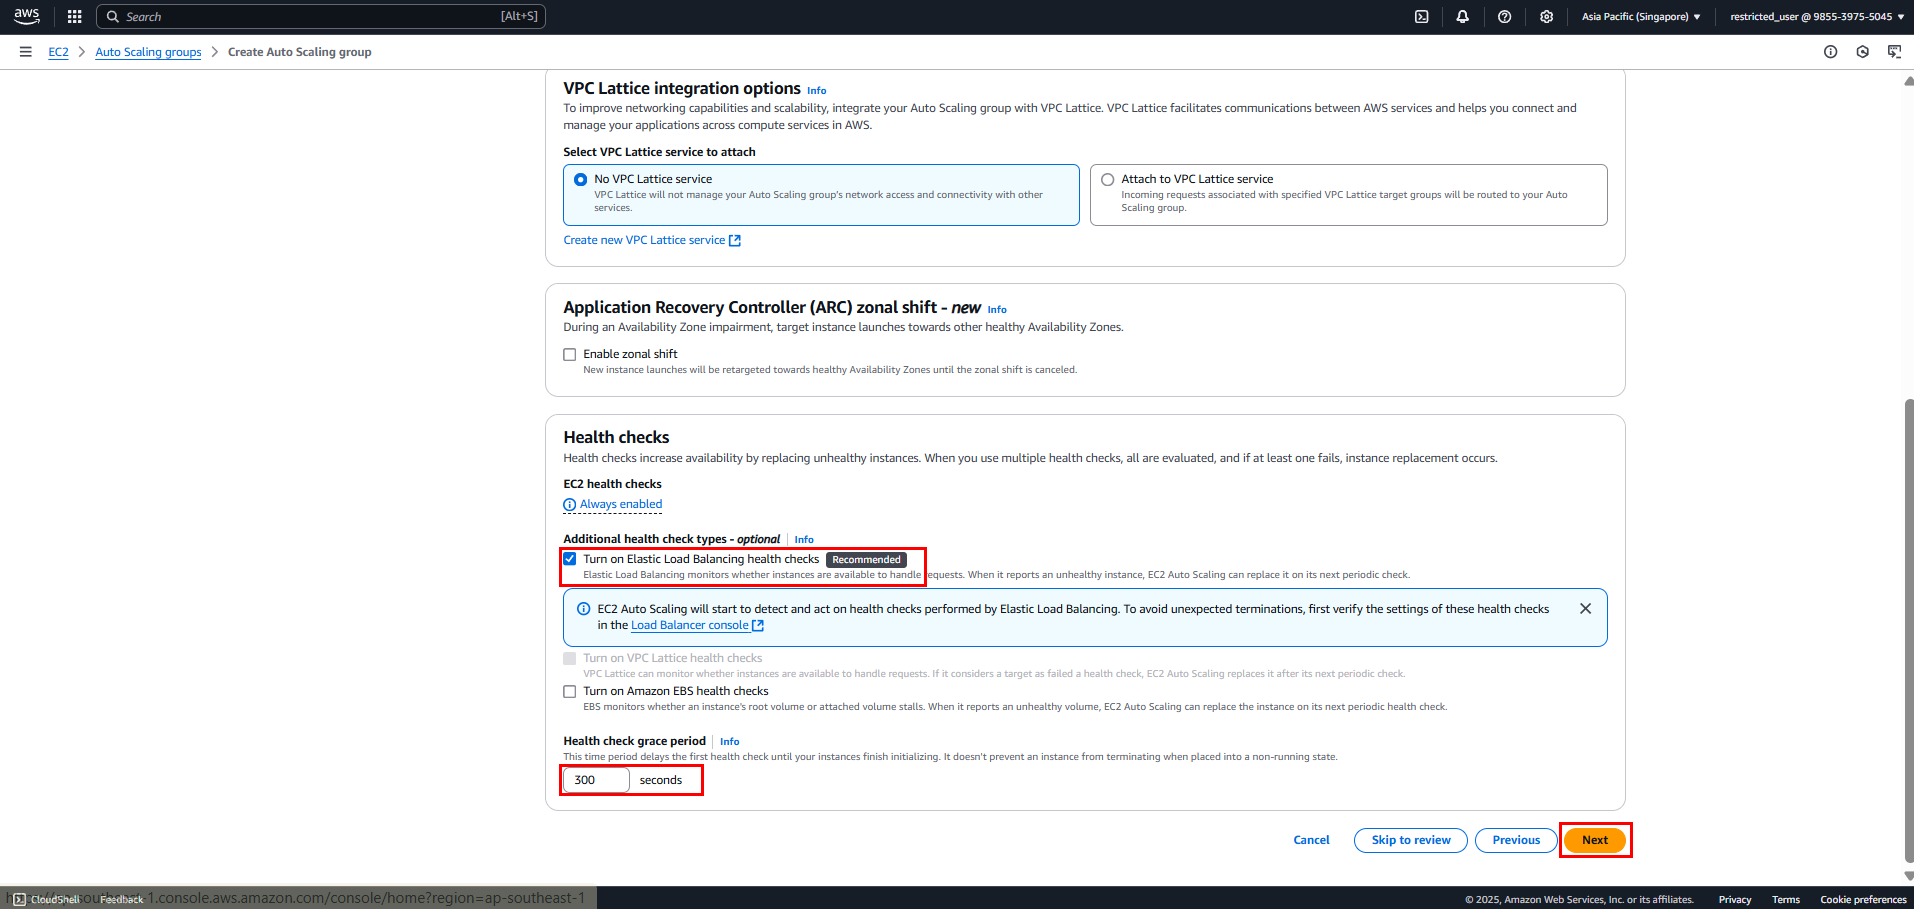 aws
Search
[Alt+S]
Asia Pacific (Singapore)
restricted_user @ 9855-3975-5045
EC2
Auto Scaling groups
Create Auto Scaling group
VPC Lattice integration options Info
To improve networking capabilities and scalability, integrate your Auto Scaling group with VPC Lattice. VPC Lattice facilitates communications between AWS services and helps you connect and
manage your applications across compute services in AWS.
Select VPC Lattice service to attach
No VPC Lattice service
VPC Lattice will not manage your Auto Scaling group's network access and connectivity with other
services.
Attach to VPC Lattice service
Incoming requests associated with specified VPC Lattice target groups will be routed to your Auto
Scaling group.
Create new VPC Lattice service
Application Recovery Controller (ARC) zonal shift - new Info
During an Availability Zone impairment, target instance launches towards other healthy Availability Zones.
Enable zonal shift
New instance launches will be retargeted towards healthy Availability Zones until the zonal shift is canceled.
Health checks
Health checks increase availability by replacing unhealthy instances. When you use multiple health checks, all are evaluated, and if at least one fails, instance replacement occurs.
EC2 health checks
Always enabled
Additional health check types - optional Info
Turn on Elastic Load Balancing health checks Recommended
Elastic Load Balancing monitors whether instances are available to handle requests. When it reports an unhealthy instance, EC2 Auto Scaling can replace it on its next periodic check.
EC2 Auto Scaling will start to detect and act on health checks performed by Elastic Load Balancing. To avoid unexpected terminations, first verify the settings of these health checks
in the Load Balancer console
Turn on VPC Lattice health checks
VPC Lattice can monitor whether instances are available to handle requests. If it considers a target as failed a health check, EC2 Auto Scaling replaces it after its next periodic check.
Turn on Amazon EBS health checks
EBS monitors whether an instance's root volume or attached volume stalls. When it reports an unhealthy volume, EC2 Auto Scaling can replace the instance on its next periodic health check.
Health check grace period Info
This time period delays the first health check until your instances finish initializing. It doesn't prevent an instance from terminating when placed into a non-running state.
300 seconds
Cancel
Skip to review
Previous
Next
CloudShell
Feedback
-1.console.aws.amazon.com/console/home?region=ap-southeast-1
© 2025, Amazon Web Services, Inc. or its affiliates.
Privacy
Terms
Cookie preferences